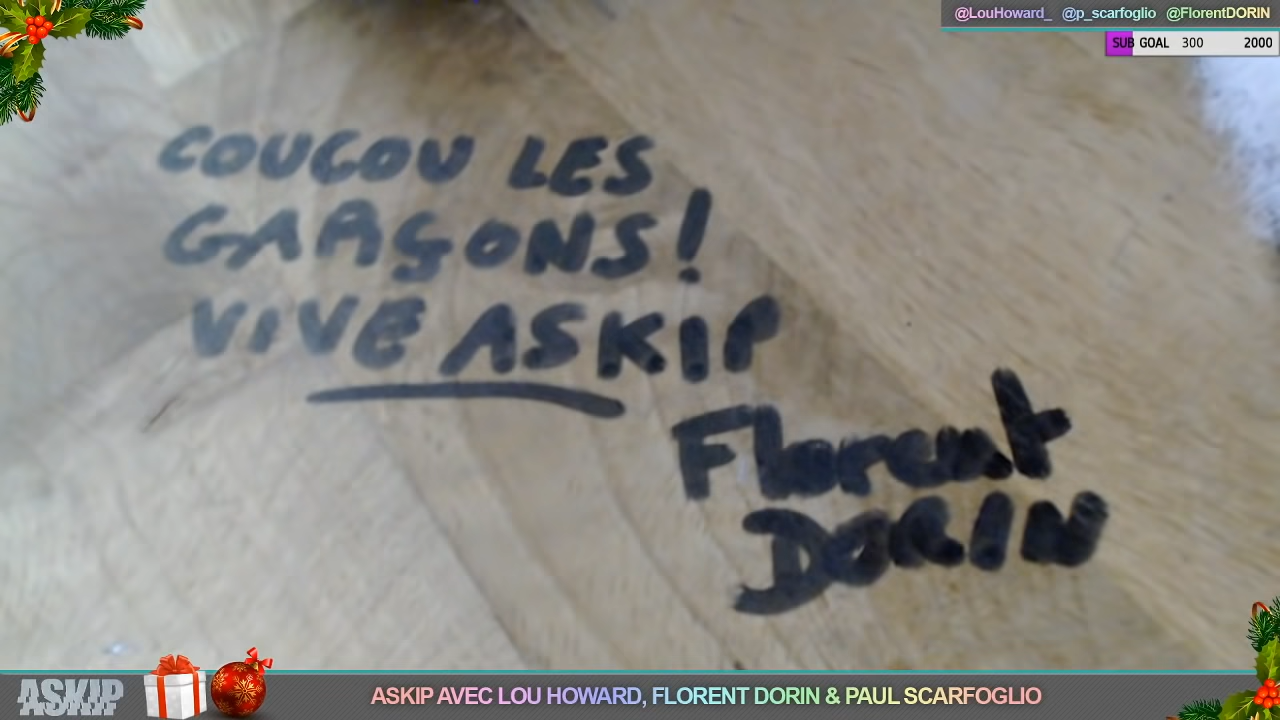 @LouHoward_ @p_scarfoglio @FlorentDORIN
SUB GOAL 300 2000
COUCOU LES
GARÇONS!
VIVE ASKIP
Florent
DORIN
ASKIP
ASKIP AVEC LOU HOWARD, FLORENT DORIN & PAUL SCARFOGLIO